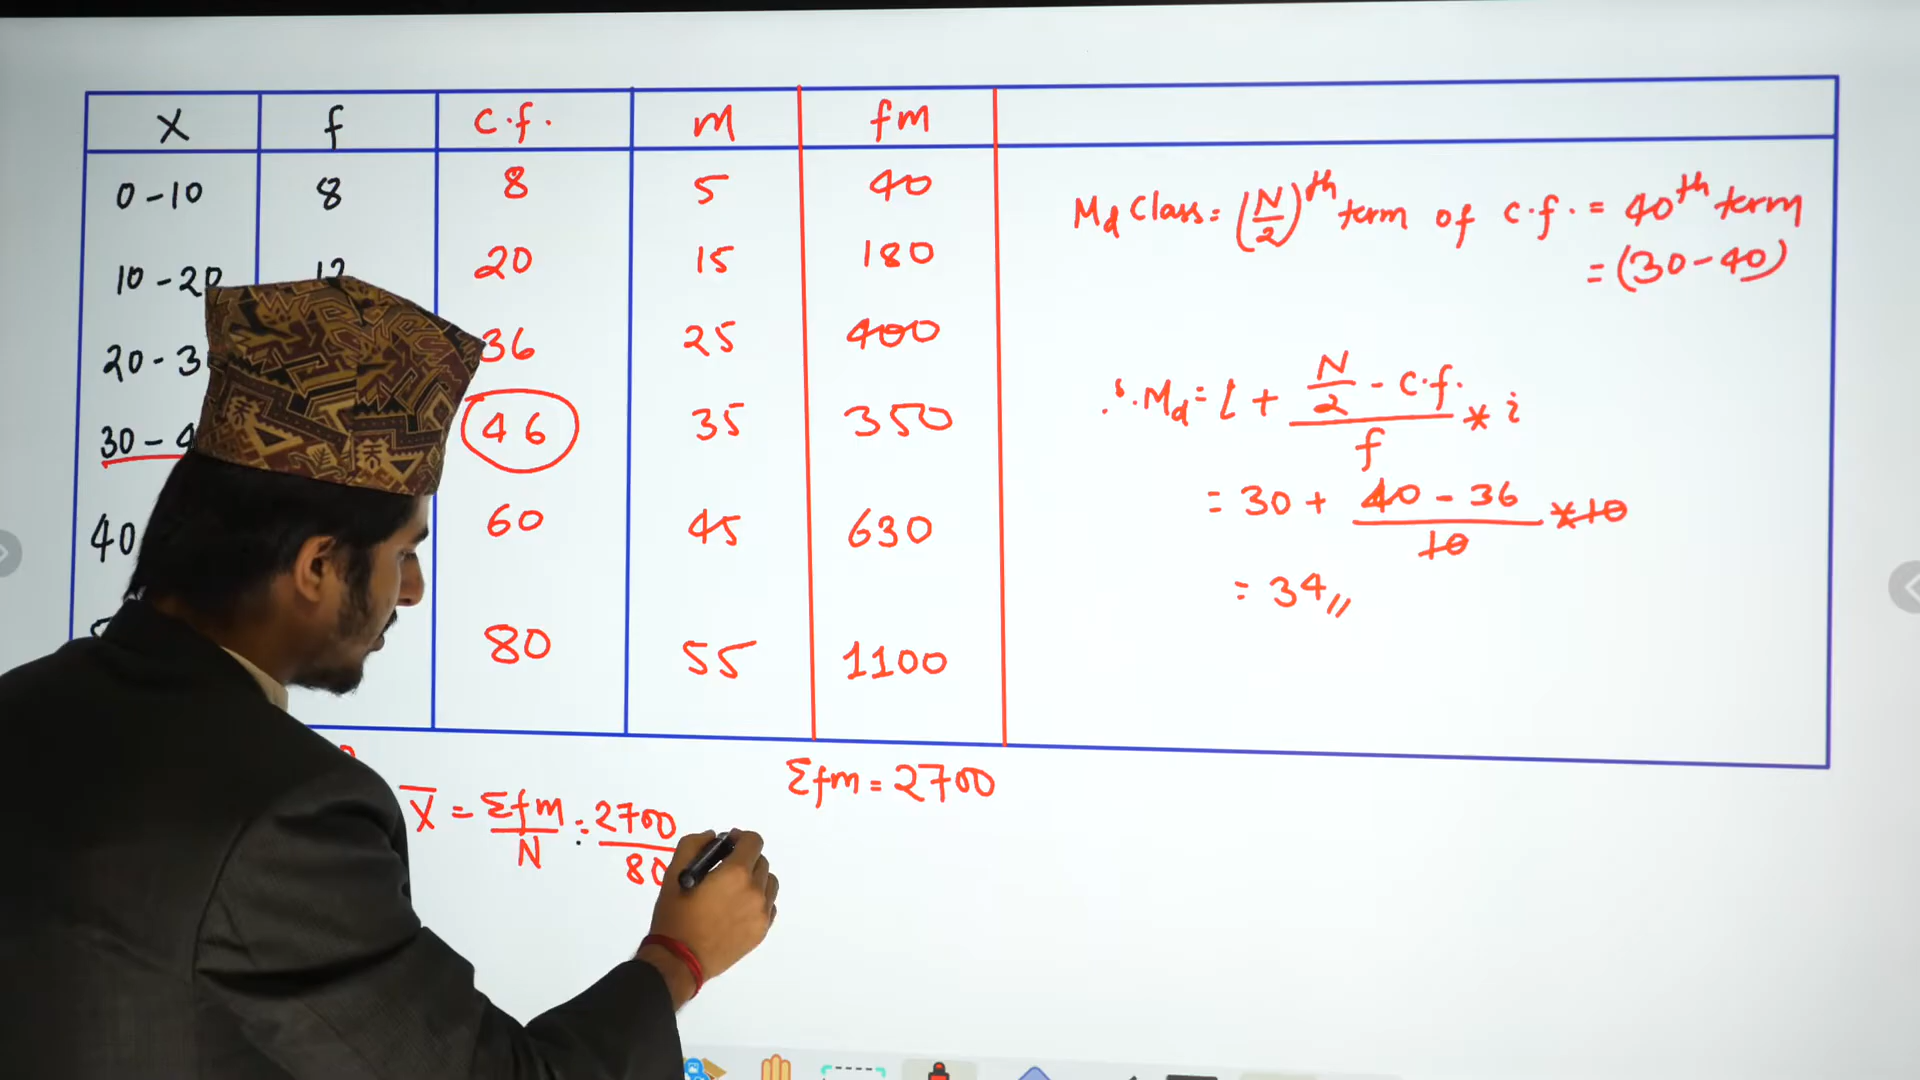 X f c.f. m fm
0-10 8 8 5 40
10-20 12 20 15 180
20-3 36 25 400
30-4 46 35 350
40 60 45 630
80 55 1100
Md Class = (N/2)th term of c.f. = 40th term
= (30-40)
∴ Md = l + (N/2 - c.f.)/f * i
= 30 + (40-36)/10 * 10
= 34
Σfm = 2700
X̄ = Σfm/N = 2700/80